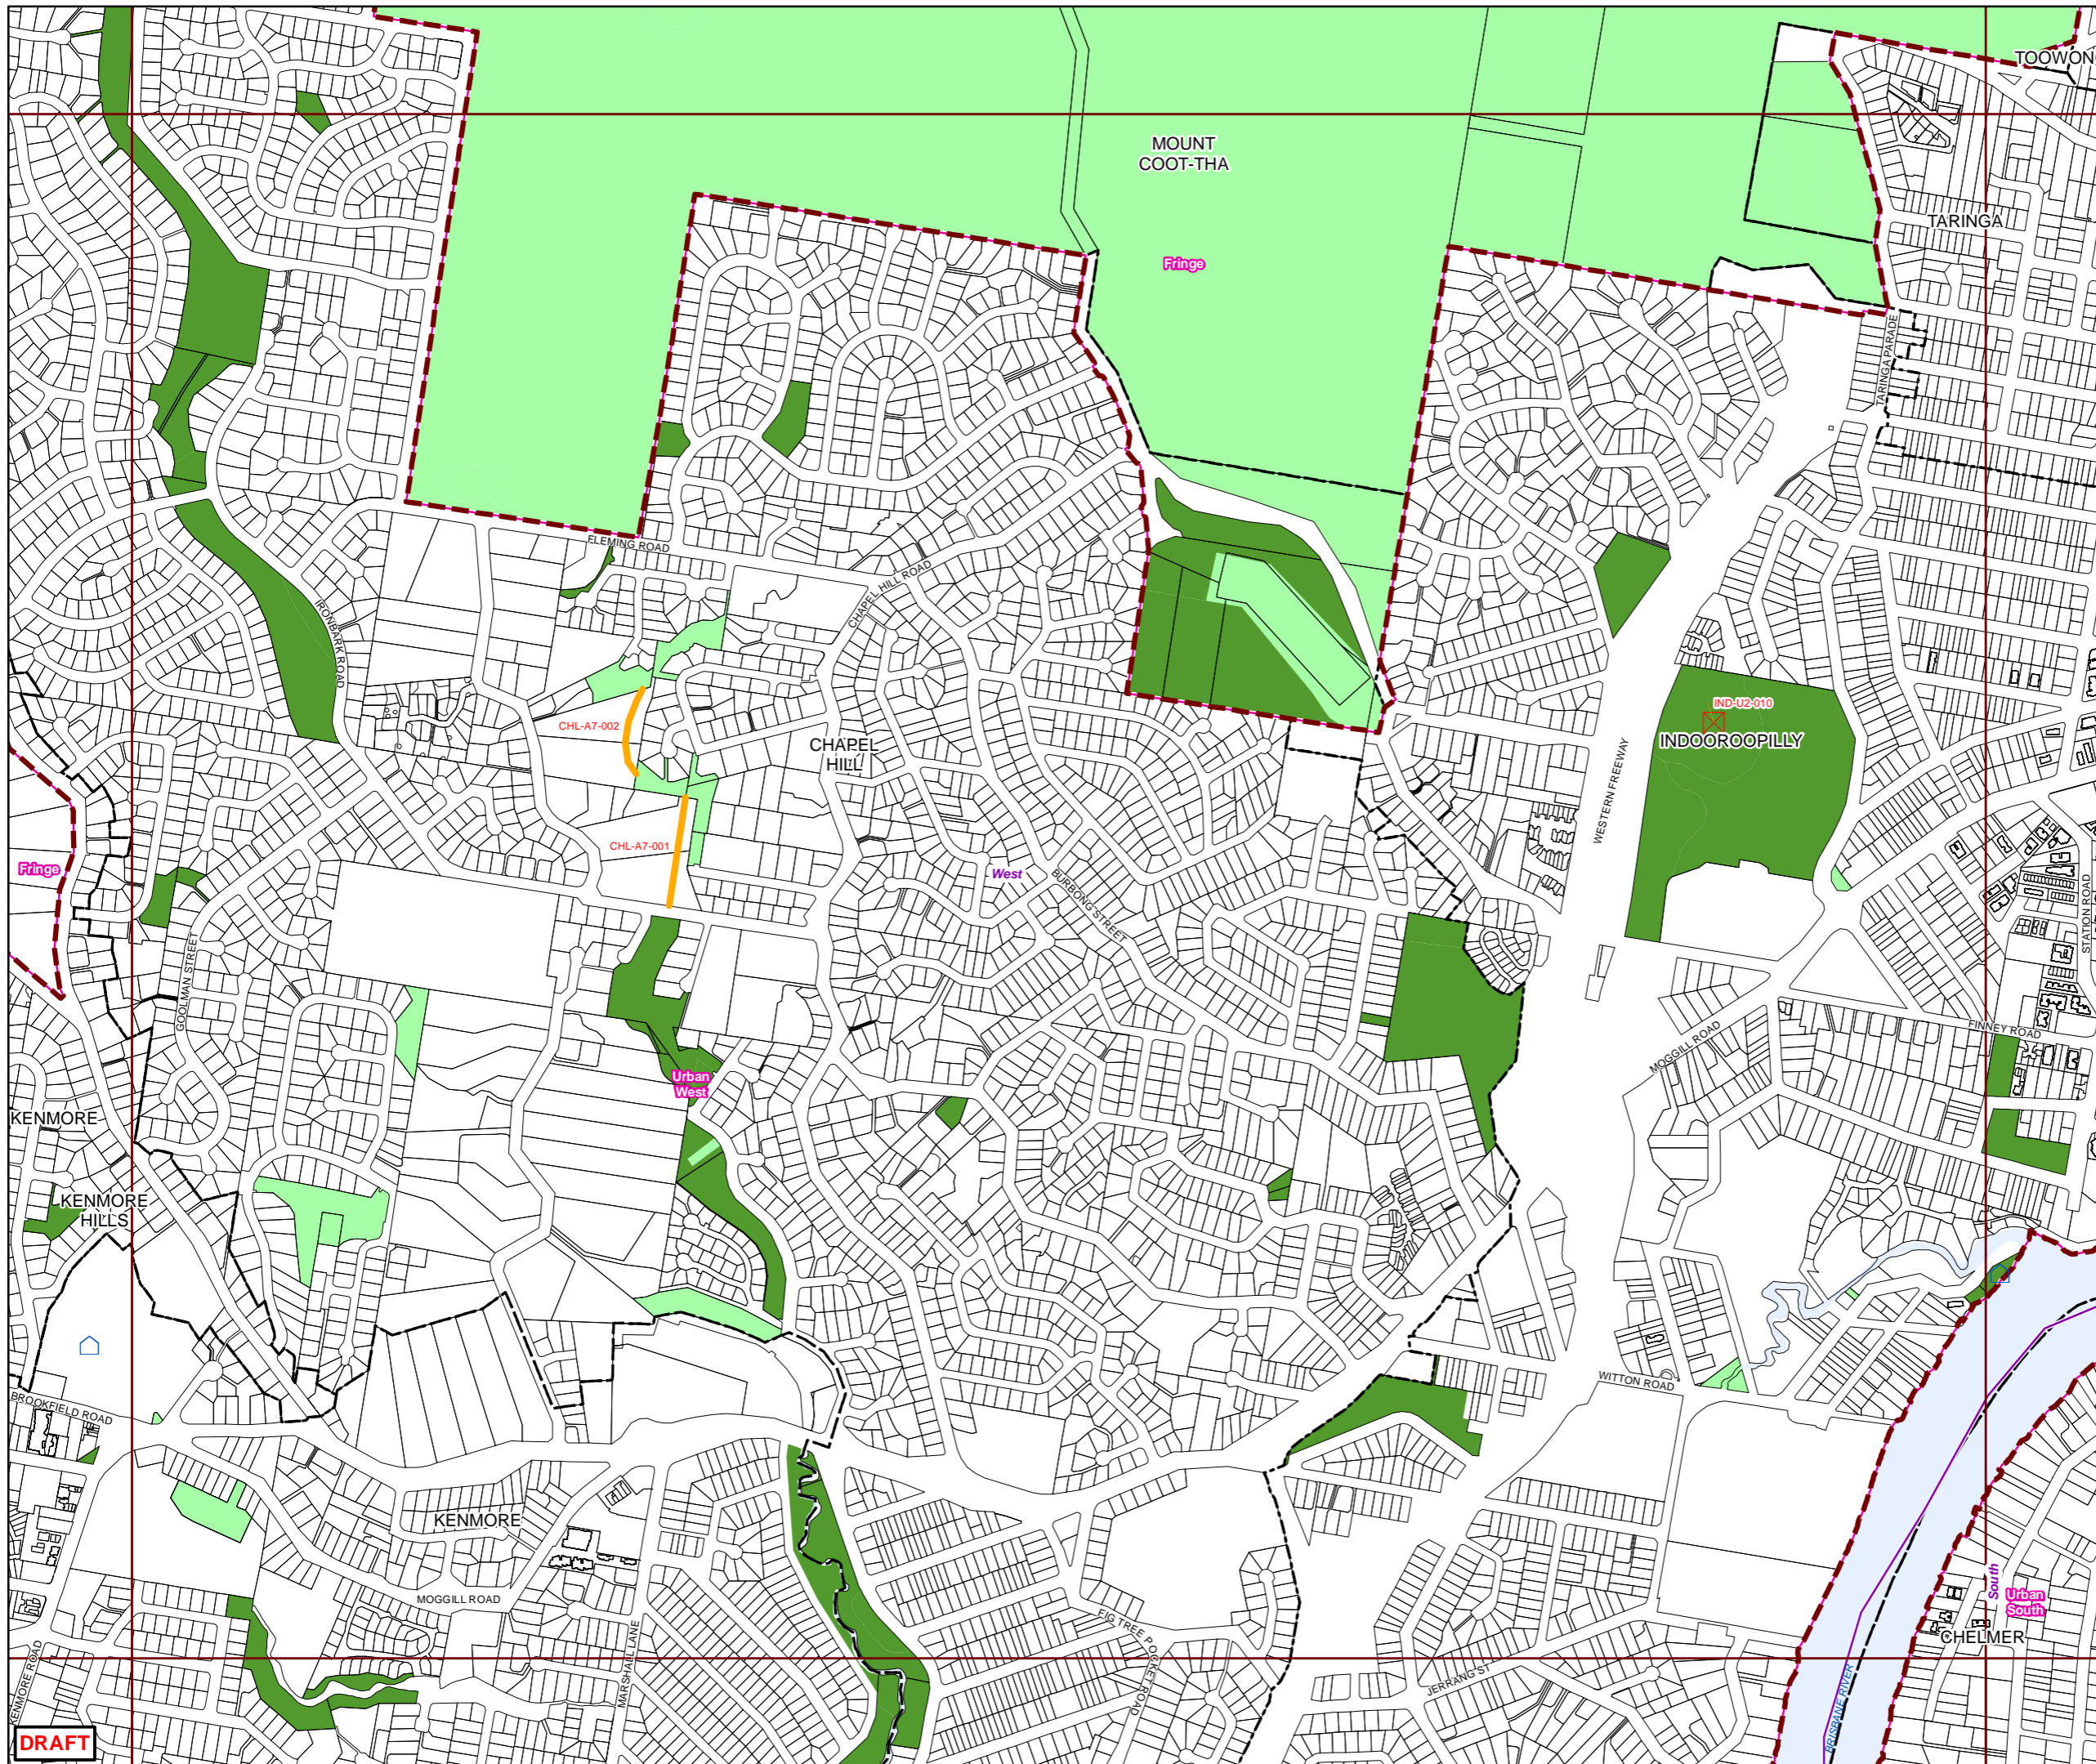 TOOWON
MOUNT
COOT-THA
TARINGA
Fringe
TARINGA PARADE
FLEMING ROAD
CHAPEL HILL ROAD
IRONBARK ROAD
IND-U2-010
CHL-A7-002
INDOOROOPILLY
CHAPEL
HILL
WESTERN FREEWAY
CHL-A7-001
Fringe
West
BURBONG STREET
STATION ROAD
GOOLMAN STREET
FINNEY ROAD
MOGGILL ROAD
Urban
West
KENMORE
KENMORE
HILLS
WITTON ROAD
BROOKFIELD ROAD
KENMORE
MOGGILL ROAD
South
Urban
South
FIG TREE POCKET ROAD
CHELMER
MARSHALL LANE
JERRANG ST
KENMORE ROAD
BRISBANE RIVER
DRAFT